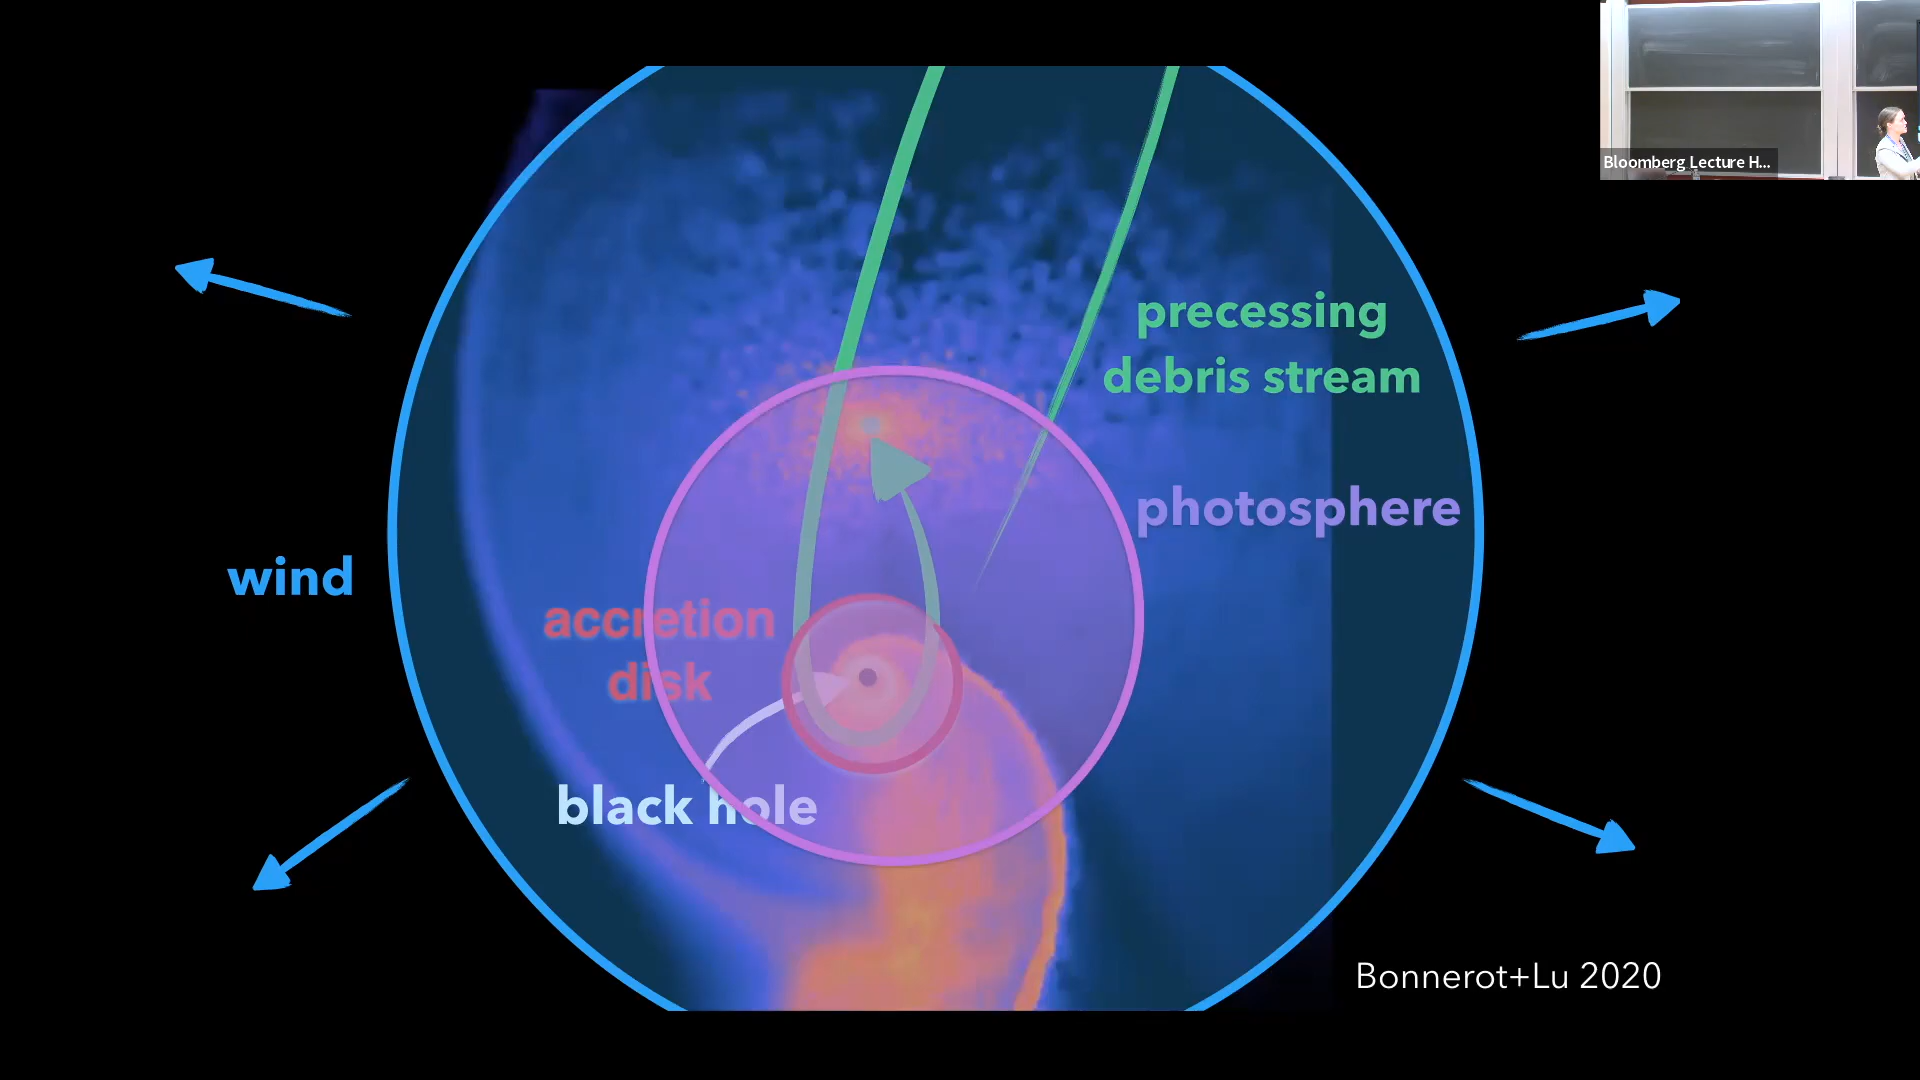 Bloomberg Lecture H...
precessing
debris stream
photosphere
wind
accretion
disk
black hole
Bonnerot+Lu 2020